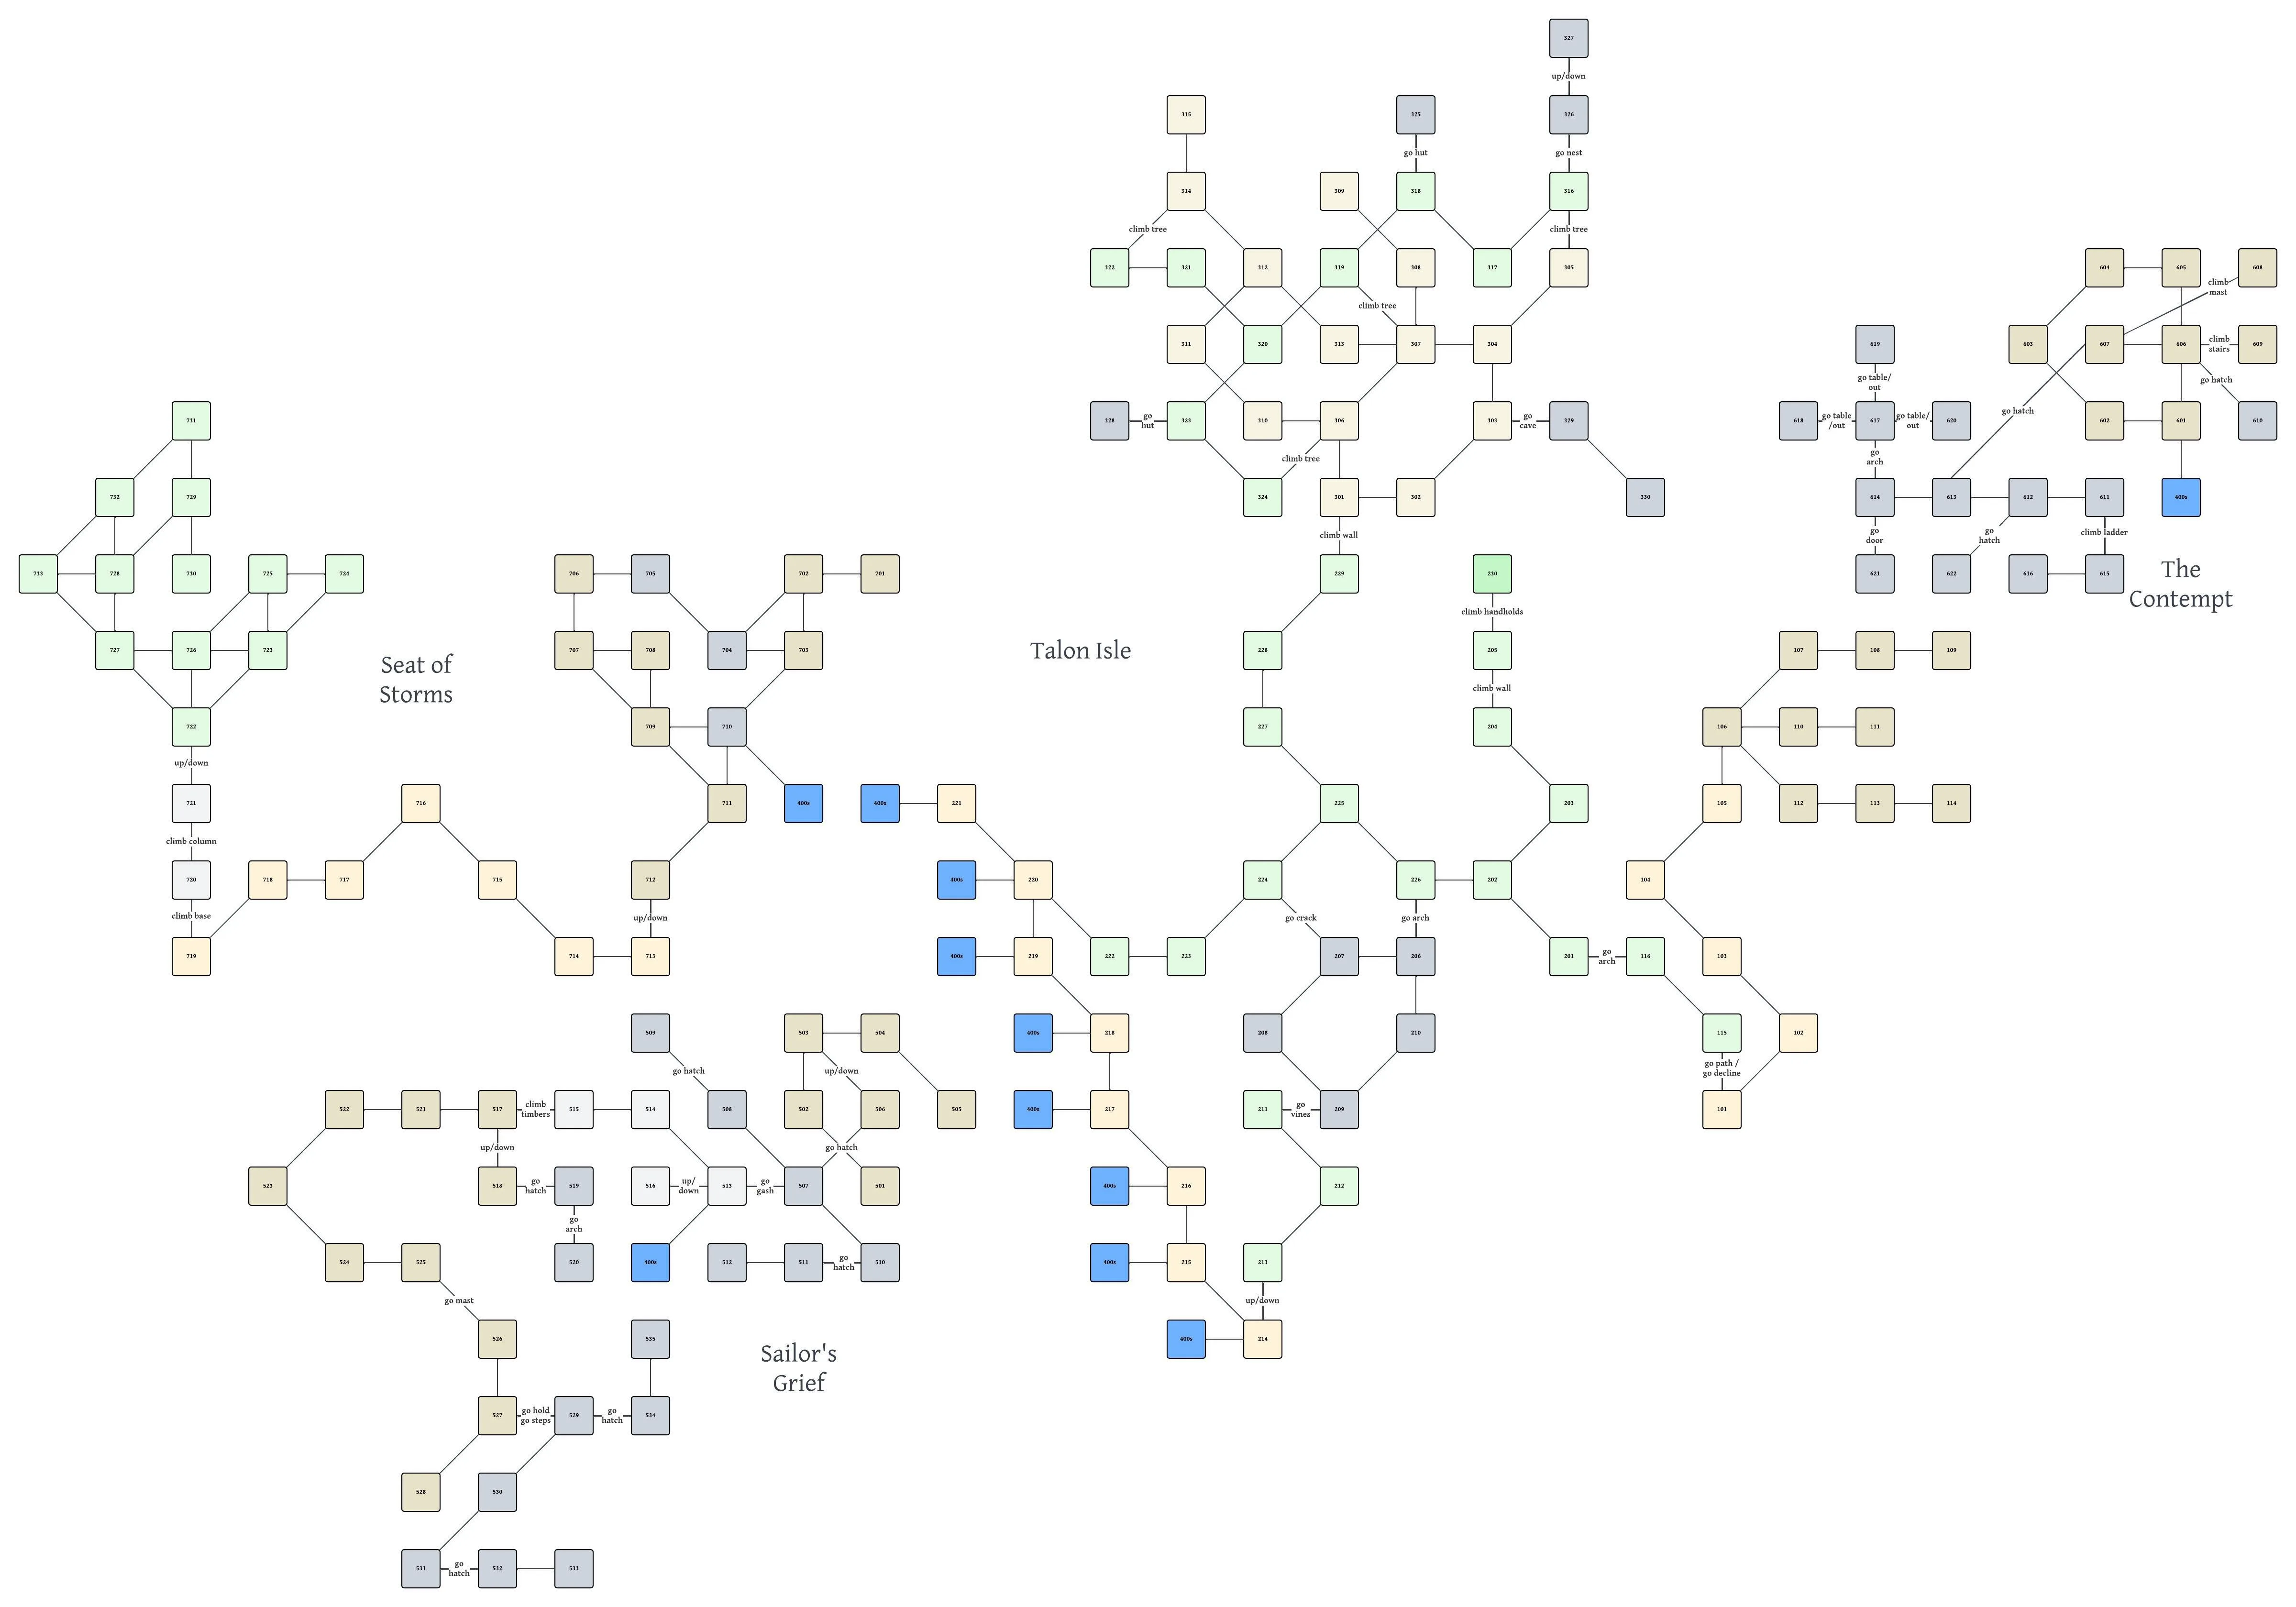 327
up/down
315
325
326
go hut
go nest
314
309
318
316
climb tree
climb tree
322
321
312
319
308
317
305
604
605
608
climb
mast
climb tree
311
320
313
307
304
619
603
607
606
climb
stairs
609
go table/
out
go hatch
731
328
go
hut
323
310
306
303
go
cave
329
618
go table
/out
617
go table/
out
620
go hatch
602
601
610
climb tree
go
arch
732
729
324
301
302
330
614
613
612
611
400s
climb wall
go
door
go
hatch
climb ladder
733
728
730
725
724
706
705
702
701
229
230
621
622
616
615
The
Contempt
climb handholds
727
726
723
Seat of
Storms
707
708
704
703
Talon Isle
228
205
107
108
109
climb wall
722
709
710
227
204
106
110
111
up/down
721
716
711
400s
400s
221
225
203
105
112
113
114
climb column
720
718
717
715
712
400s
220
224
226
202
104
climb base
up/down
go crack
go arch
719
714
713
400s
219
222
223
207
206
201
go
arch
116
103
509
503
504
400s
218
208
210
115
102
go hatch
up/down
go path /
go decline
522
521
517
climb
timbers
515
514
508
502
506
505
400s
217
211
go
vines
209
101
up/down
go hatch
523
518
go
hatch
519
516
up/
down
513
go
gash
507
501
400s
216
212
go
arch
524
525
520
400s
512
511
go
hatch
510
400s
215
213
go mast
up/down
526
535
Sailor's
Grief
400s
214
527
go hold
go steps
529
go
hatch
534
528
530
531
go
hatch
532
533